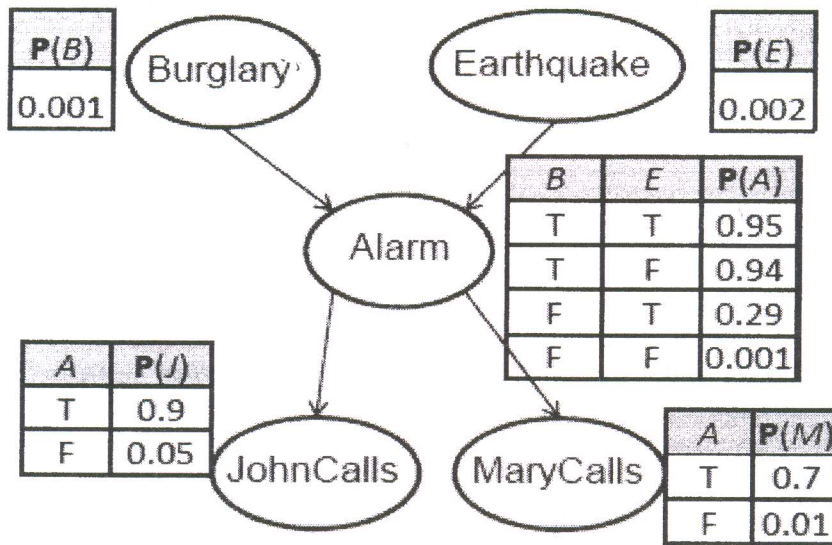 P(B)
0.001
Burglary
Earthquake
P(E)
0.002
B E P(A)
T T 0.95
T F 0.94
F T 0.29
F F 0.001
Alarm
A P(J)
T 0.9
F 0.05
JohnCalls
MaryCalls
A P(M)
T 0.7
F 0.01